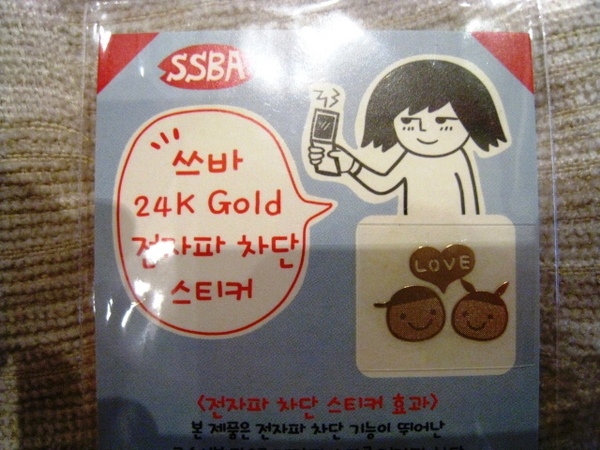 SSBA
쓰바
24K Gold
전자파 차단
스티커
LOVE
<전자파 차단 스티커 효과>
본 제품은 전자파 차단 기능이 뛰어난